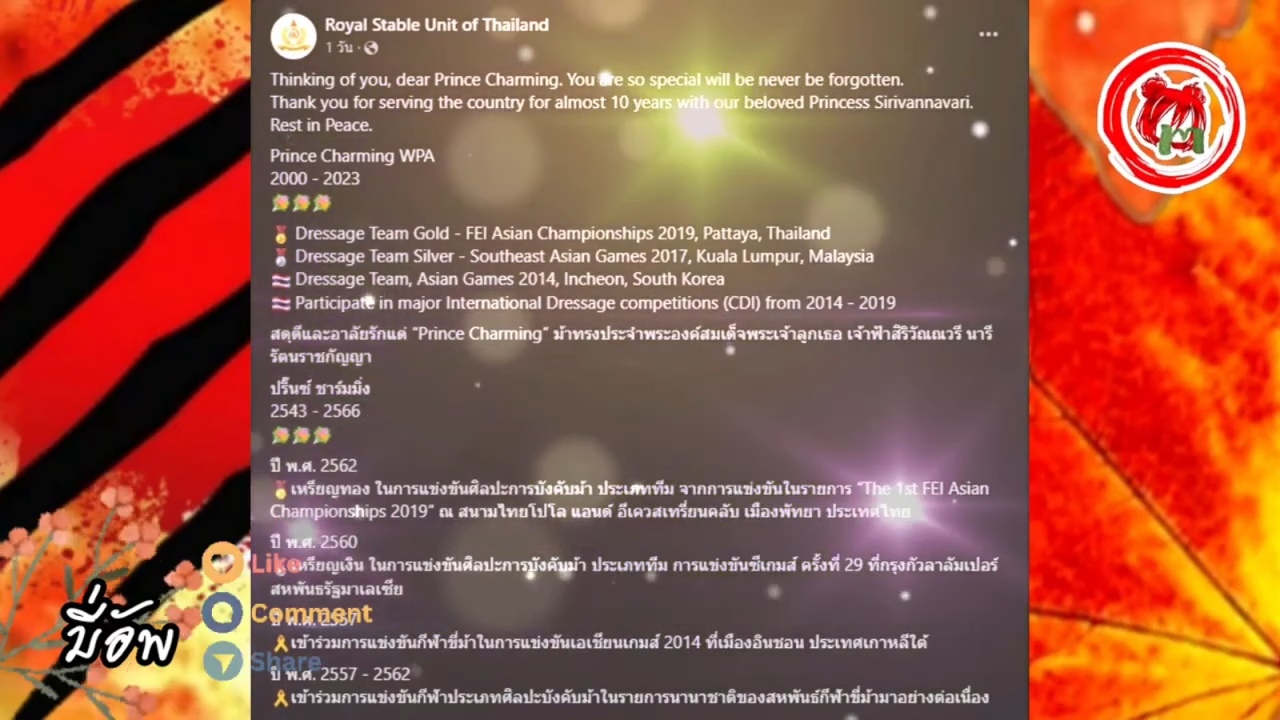 Royal Stable Unit of Thailand
1 วัน ·
Thinking of you, dear Prince Charming. You are so special will be never be forgotten.
Thank you for serving the country for almost 10 years with our beloved Princess Sirivannavari.
Rest in Peace.
Prince Charming WPA
2000 - 2023
Dressage Team Gold - FEI Asian Championships 2019, Pattaya, Thailand
Dressage Team Silver - Southeast Asian Games 2017, Kuala Lumpur, Malaysia
Dressage Team, Asian Games 2014, Incheon, South Korea
Participate in major International Dressage competitions (CDI) from 2014 - 2019
สดุดีและอาลัยรักแด่ “Prince Charming” ม้าทรงประจำพระองค์สมเด็จพระเจ้าลูกเธอ เจ้าฟ้าสิริวัณณวรี นารี
รัตนราชกัญญา
ปริ๊นซ์ ชาร์มมิ่ง
2543 - 2566
ปี พ.ศ. 2562
เหรียญทอง ในการแข่งขันศิลปะการบังคับม้า ประเภททีม จากการแข่งขันในรายการ “The 1st FEI Asian
Championships 2019” ณ สนามไทยโปโล แอนด์ อีเควสเทรี่ยนคลับ เมืองพัทยา ประเทศไทย
ปี พ.ศ. 2560
เหรียญเงิน ในการแข่งขันศิลปะการบังคับม้า ประเภททีม การแข่งขันซีเกมส์ ครั้งที่ 29 ที่กรุงกัวลาลัมเปอร์
สหพันธรัฐมาเลเซีย
ปี พ.ศ. 2557
เข้าร่วมการแข่งขันกีฬาขี่ม้าในการแข่งขันเอเชียนเกมส์ 2014 ที่เมืองอินชอน ประเทศเกาหลีใต้
ปี พ.ศ. 2557 - 2562
เข้าร่วมการแข่งขันกีฬาประเภทศิลปะบังคับม้าในรายการนานาชาติของสหพันธ์กีฬาขี่ม้ามาอย่างต่อเนื่อง
Like
Comment
Share
บี๋อัพ